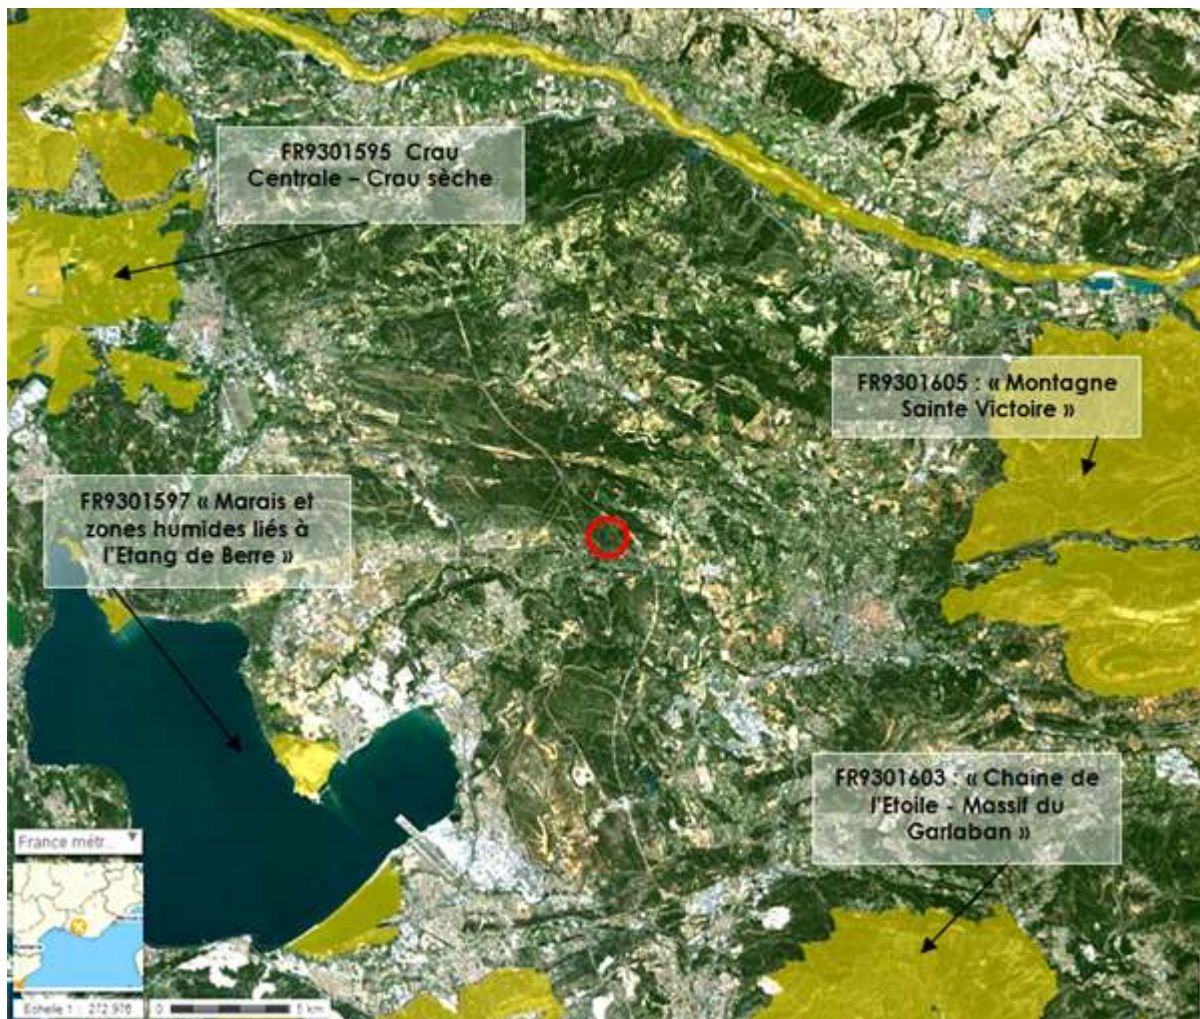 FR9301595 Crau
Centrale – Crau sèche
FR9301605 : « Montagne
Sainte Victoire »
FR9301597 « Marais et
zones humides liés à
l'Etang de Berre »
FR9301603 : « Chaine de
l'Etoile - Massif du
Garlaban »
France métr...
Echelle 1 : 272,976
0 5 km